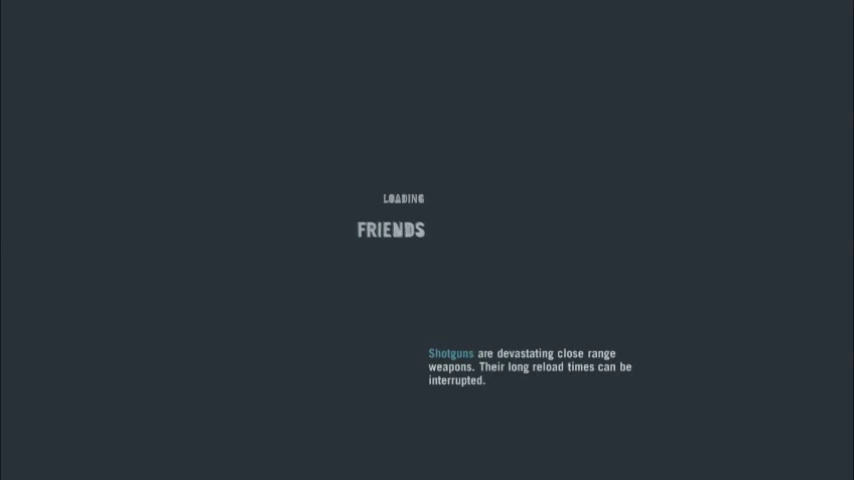 LOADING
FRIENDS
Shotguns are devastating close range
weapons. Their long reload times can be
interrupted.